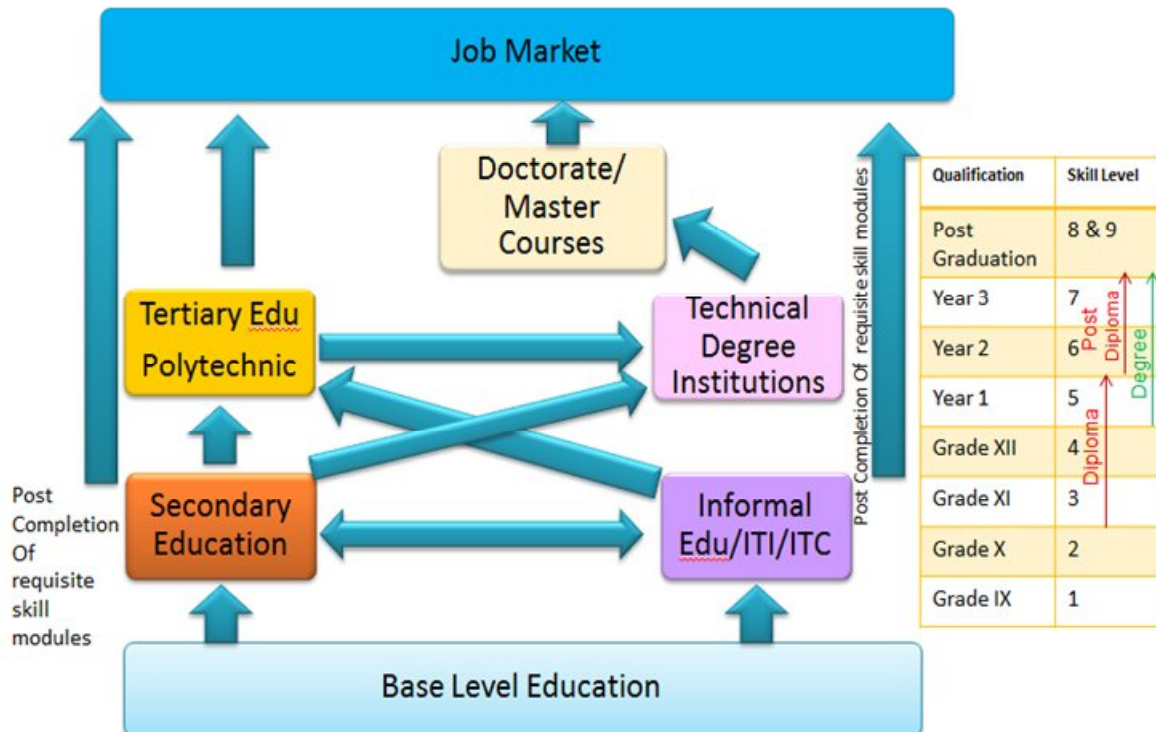 Job Market
Doctorate/
Master
Courses
Tertiary Edu
Polytechnic
Technical
Degree
Institutions
Secondary
Education
Informal
Edu/ITI/ITC
Base Level Education
Post
Completion
Of
requisite
skill
modules
Post Completion Of requisite skill modules
Qualification Skill Level
Post
Graduation 8 & 9
Year 3 7
Year 2 6
Year 1 5
Grade XII 4
Grade XI 3
Grade X 2
Grade IX 1
Post
Diploma
Degree
Diploma